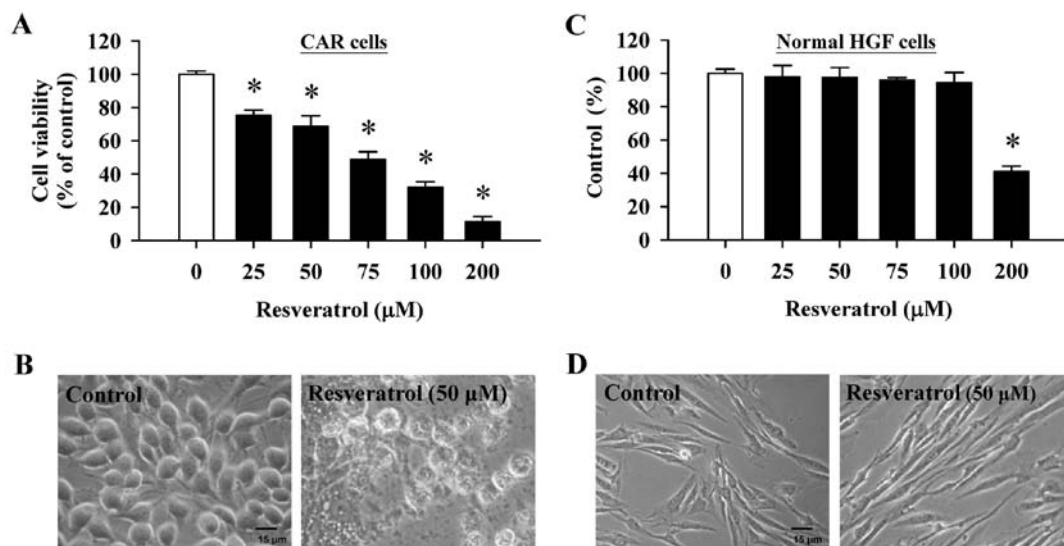 A
CAR cells
Cell viability
(% of control)
120
100
80
60
40
20
0
*
*
*
*
*
0
25
50
75
100
200
Resveratrol (μM)
C
Normal HGF cells
Control (%)
120
100
80
60
40
20
0
*
0
25
50
75
100
200
Resveratrol (μM)
B
Control
15 μm
Resveratrol (50 μM)
D
Control
15 μm
Resveratrol (50 μM)